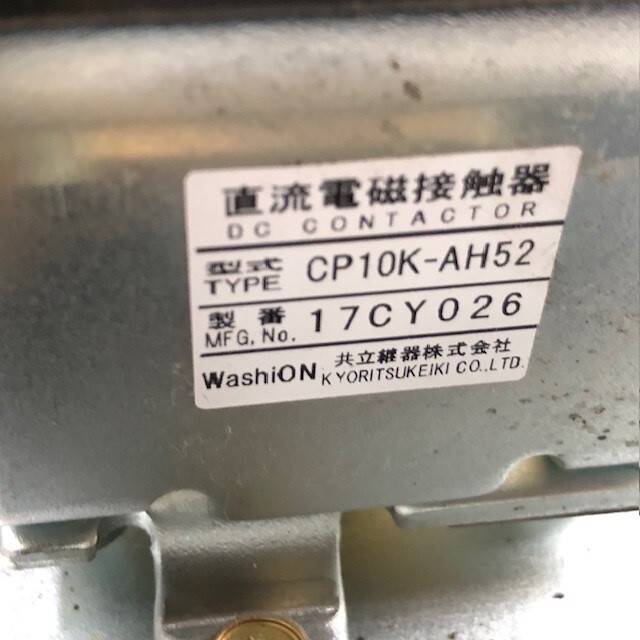 直流電磁接触器
DC CONTACTOR
型式 CP10K-AH52
TYPE
製番 17CY026
MFG, No.
WashiON 共立継器株式会社
KYORITSUKEIKI CO.,LTD.